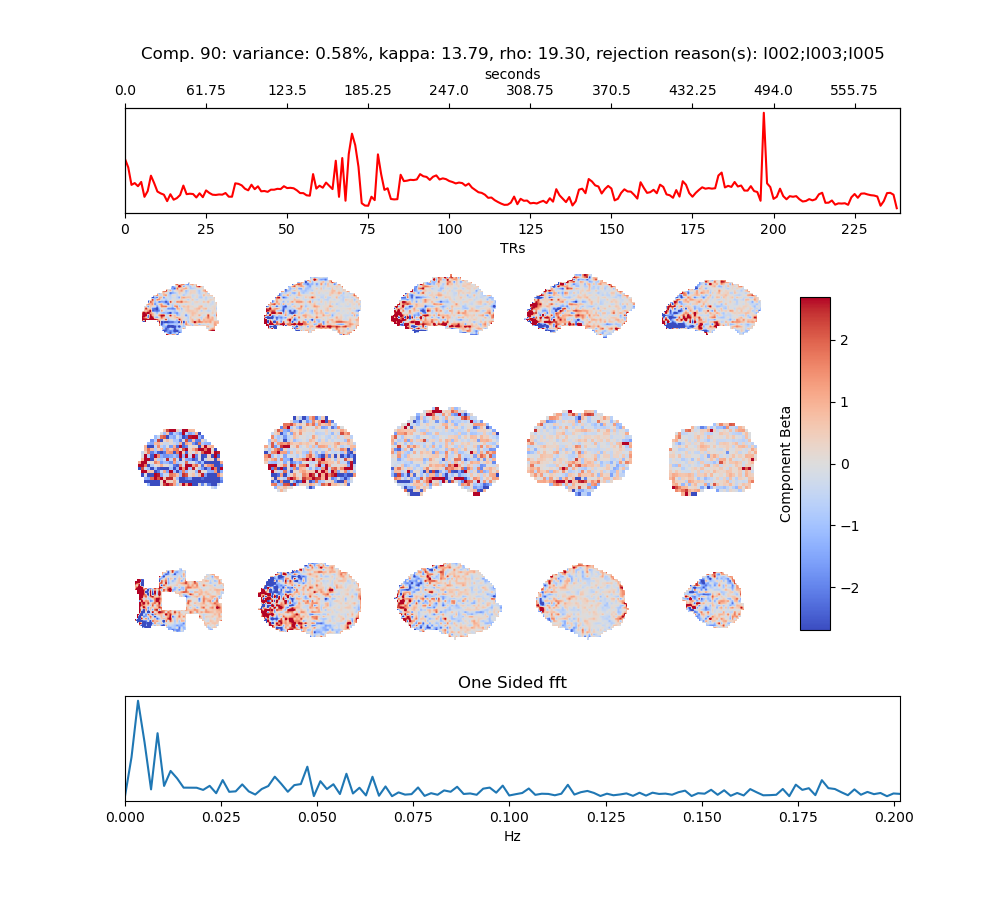 Comp. 90: variance: 0.58%, kappa: 13.79, rho: 19.30, rejection reason(s): I002;I003;I005
seconds
0.0 61.75 123.5 185.25 247.0 308.75 370.5 432.25 494.0 555.75
0 25 50 75 100 125 150 175 200 225
TRs
2
1
0
−1
−2
Component Beta
One Sided fft
0.000 0.025 0.050 0.075 0.100 0.125 0.150 0.175 0.200
Hz